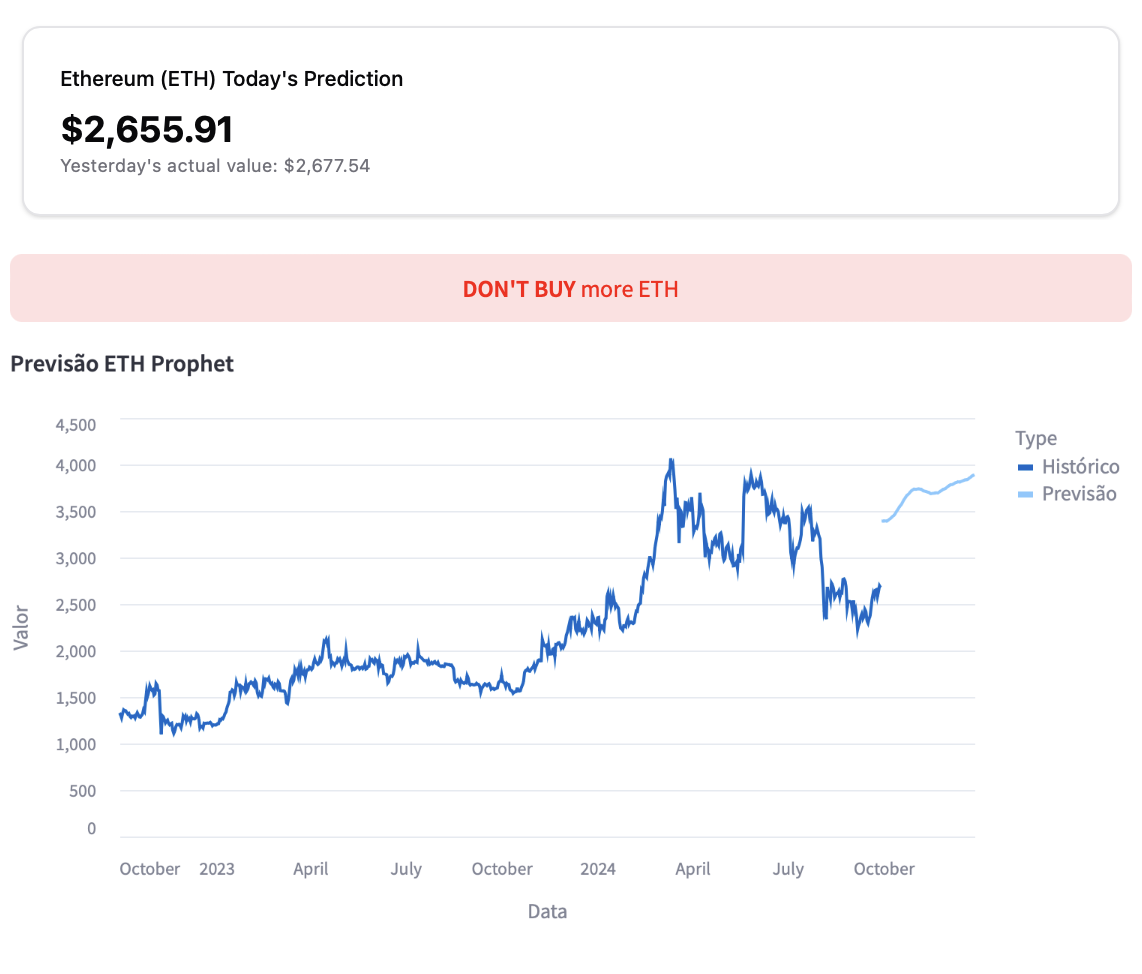 Ethereum (ETH) Today's Prediction
$2,655.91
Yesterday's actual value: $2,677.54
DON'T BUY more ETH
Previsão ETH Prophet
4,500
4,000
3,500
3,000
2,500
2,000
1,500
1,000
500
0
Valor
October 2023 April July October 2024 April July October
Data
Type
Histórico
Previsão